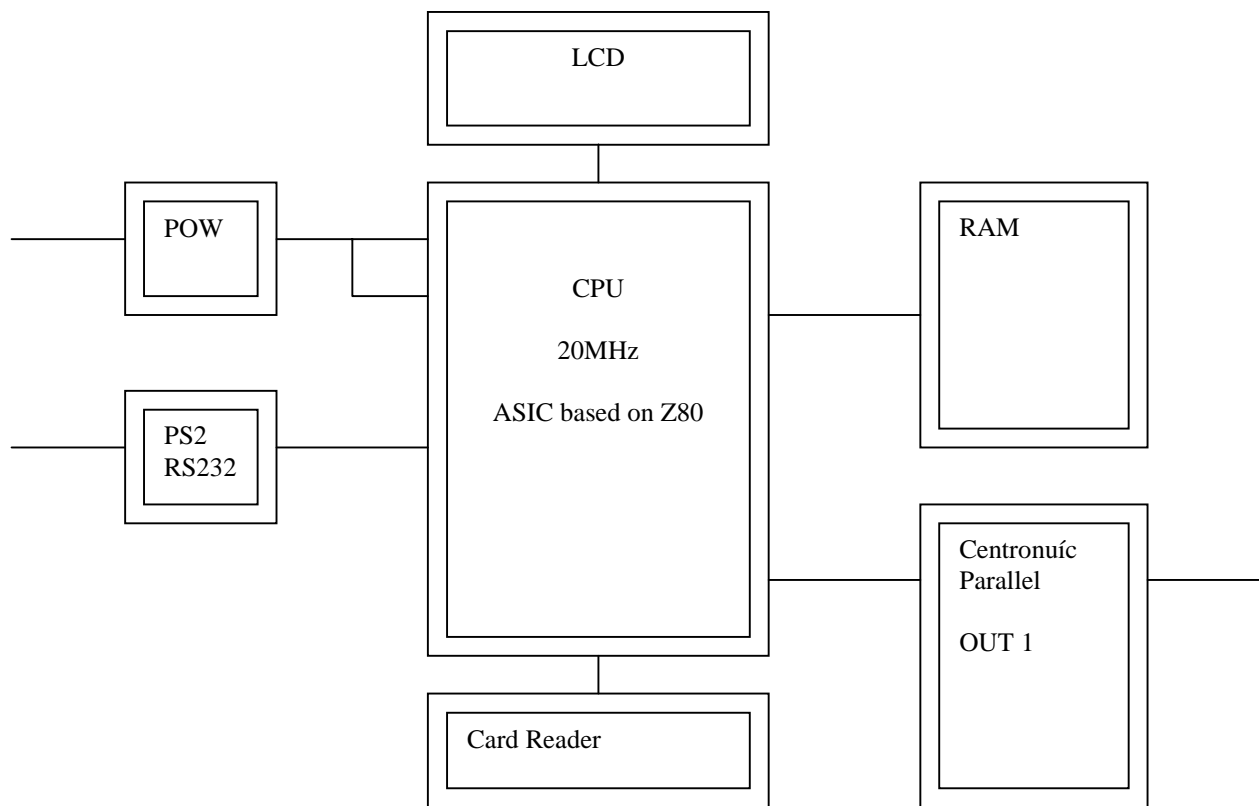 LCD
POW
RAM
CPU
20MHz
ASIC based on Z80
PS2
RS232
Centronuíc
Parallel
OUT 1
Card Reader